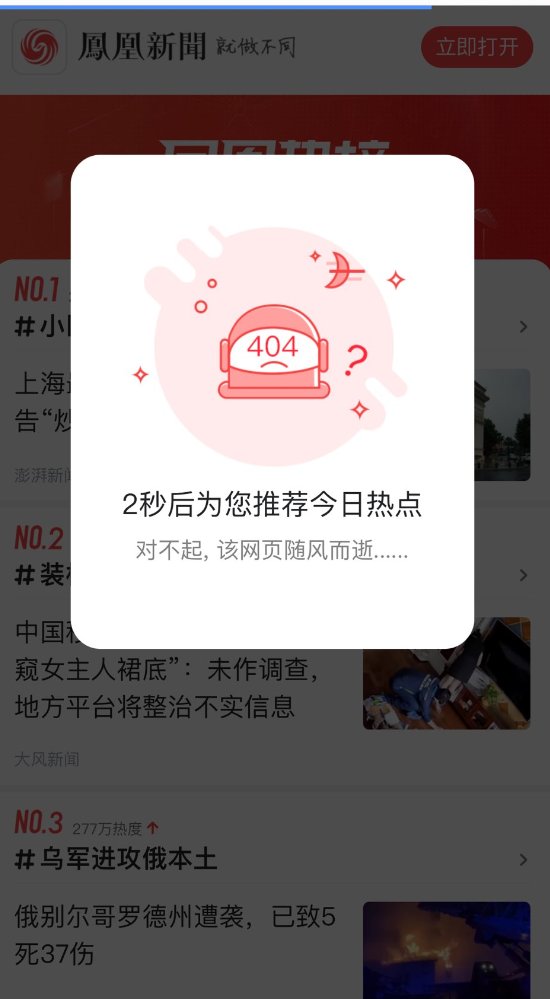 鳳凰新聞 就做不同
立即打开
NO.1
#小
上海
告“炒
澎湃新闻
404
?
2秒后为您推荐今日热点
对不起, 该网页随风而逝......
NO.2
#装
中国移
窥女主人裙底”：未作调查，
地方平台将整治不实信息
大风新闻
NO.3 277万热度
#乌军进攻俄本土
俄别尔哥罗德州遭袭，已致5
死37伤